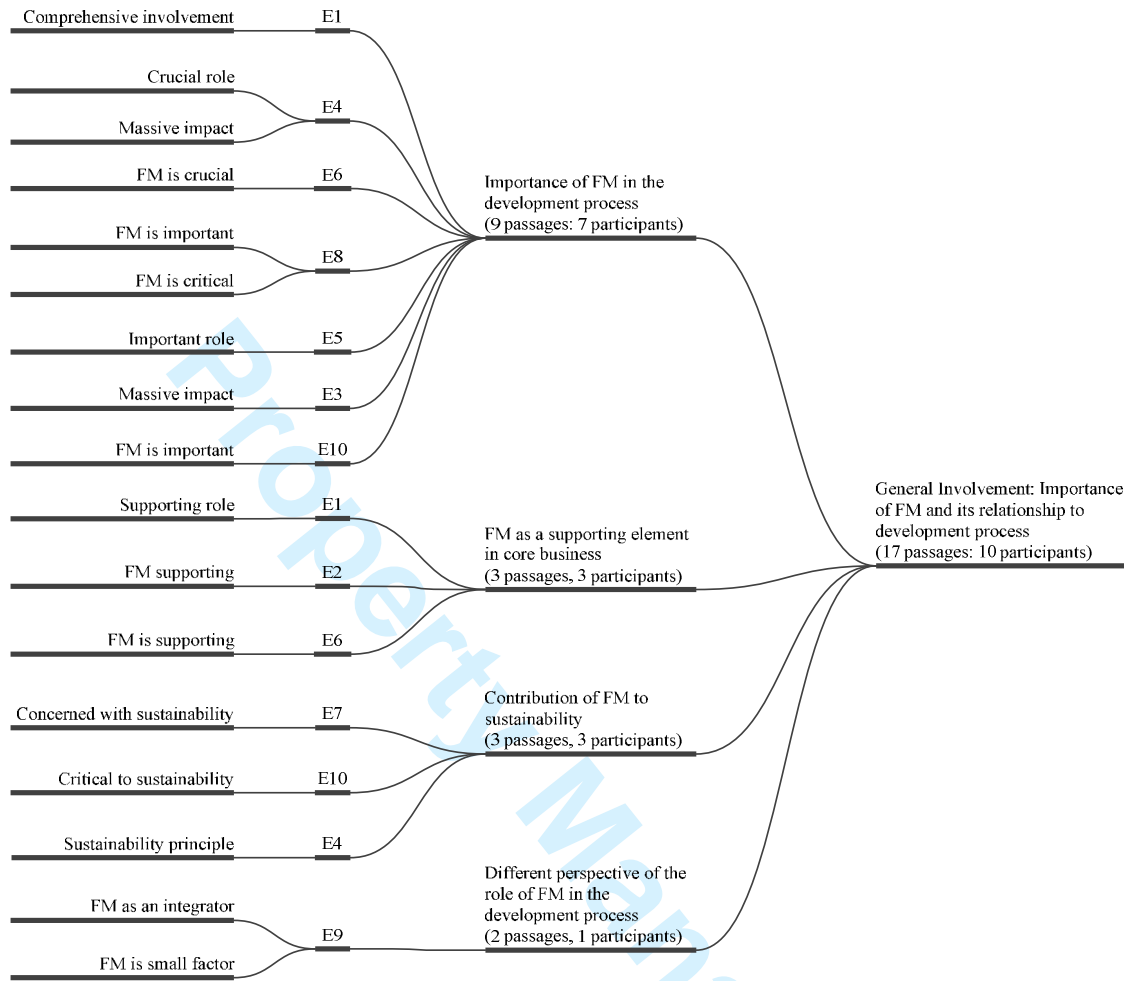 Comprehensive involvement
E1
Crucial role
Massive impact
E4
FM is crucial
E6
FM is important
FM is critical
E8
Important role
E5
Massive impact
E3
FM is important
E10
Importance of FM in the
development process
(9 passages: 7 participants)
Supporting role
E1
FM supporting
E2
FM is supporting
E6
FM as a supporting element
in core business
(3 passages, 3 participants)
Concerned with sustainability
E7
Critical to sustainability
E10
Sustainability principle
E4
Contribution of FM to
sustainability
(3 passages, 3 participants)
FM as an integrator
FM is small factor
E9
Different perspective of the
role of FM in the
development process
(2 passages, 1 participants)
General Involvement: Importance
of FM and its relationship to
development process
(17 passages: 10 participants)
Property Mana